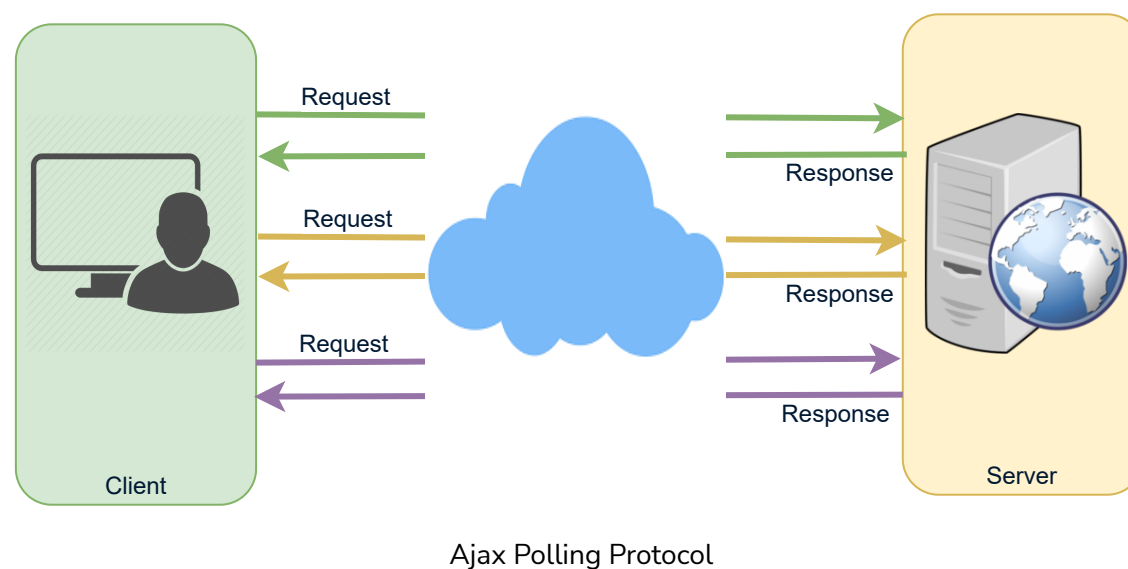 Request
Response
Request
Response
Request
Response
Client
Server
Ajax Polling Protocol